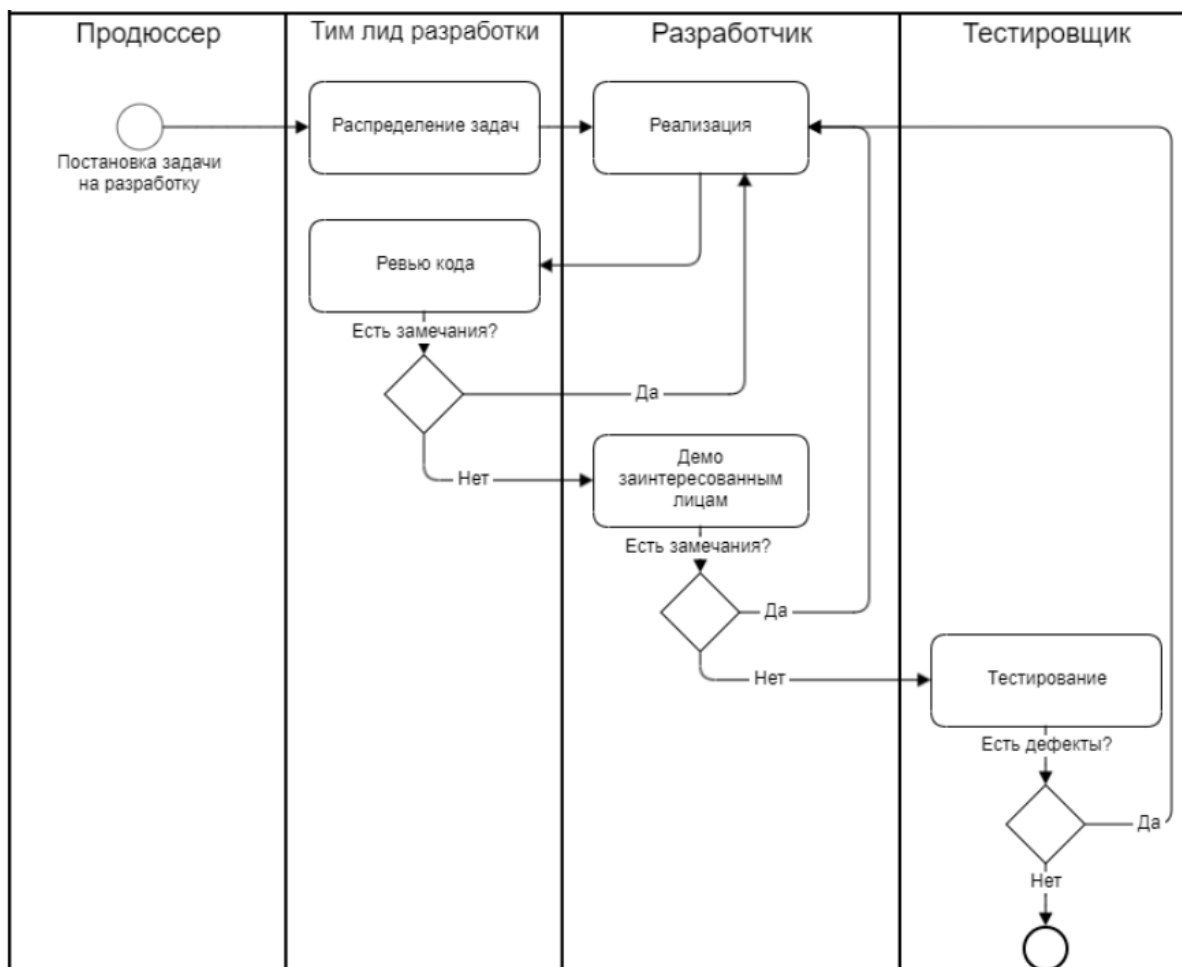 Продюссер
Тим лид разработки
Разработчик
Тестировщик
Постановка задачи
на разработку
Распределение задач
Реализация
Ревью кода
Есть замечания?
Да
Нет
Демо
заинтересованным
лицам
Есть замечания?
Да
Нет
Тестирование
Есть дефекты?
Да
Нет